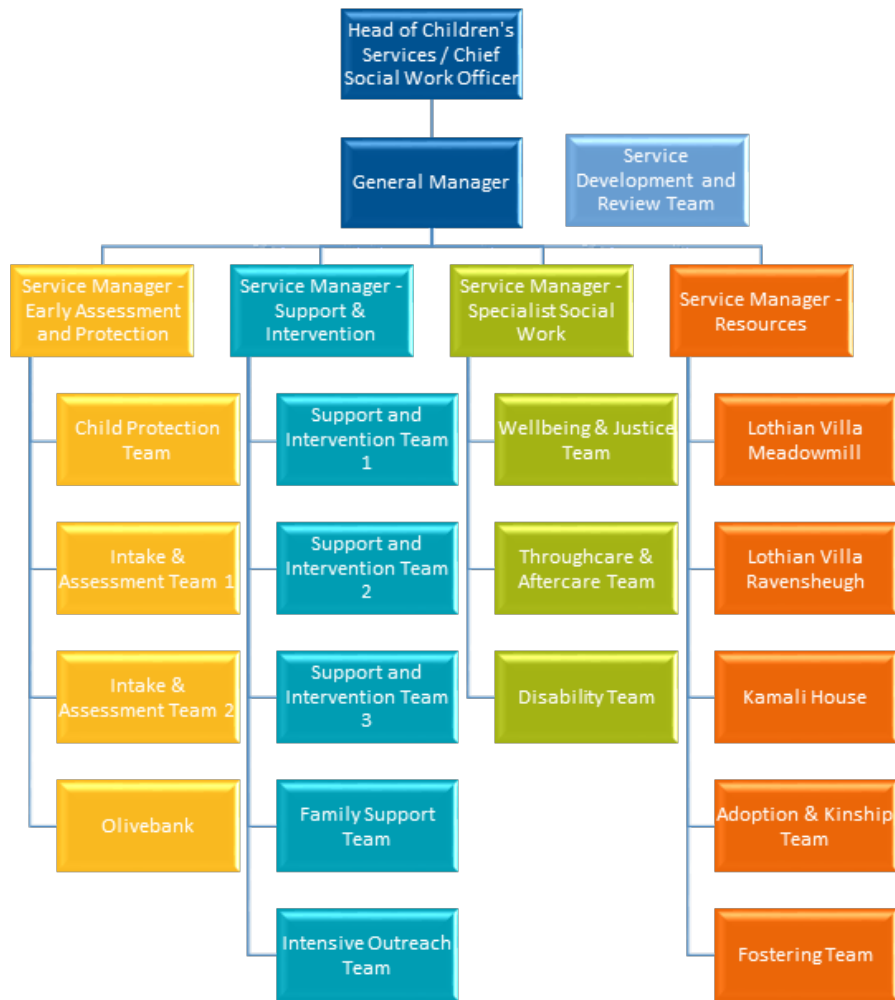 Head of Children's
Services / Chief
Social Work Officer
General Manager
Service
Development and
Review Team
Service Manager -
Early Assessment
and Protection
Service Manager -
Support &
Intervention
Service Manager -
Specialist Social
Work
Service Manager -
Resources
Child Protection
Team
Intake &
Assessment Team 1
Intake &
Assessment Team 2
Olivebank
Support and
Intervention Team
1
Support and
Intervention Team
2
Support and
Intervention Team
3
Family Support
Team
Intensive Outreach
Team
Wellbeing & Justice
Team
Throughcare &
Aftercare Team
Disability Team
Lothian Villa
Meadowmill
Lothian Villa
Ravensheugh
Kamali House
Adoption & Kinship
Team
Fostering Team